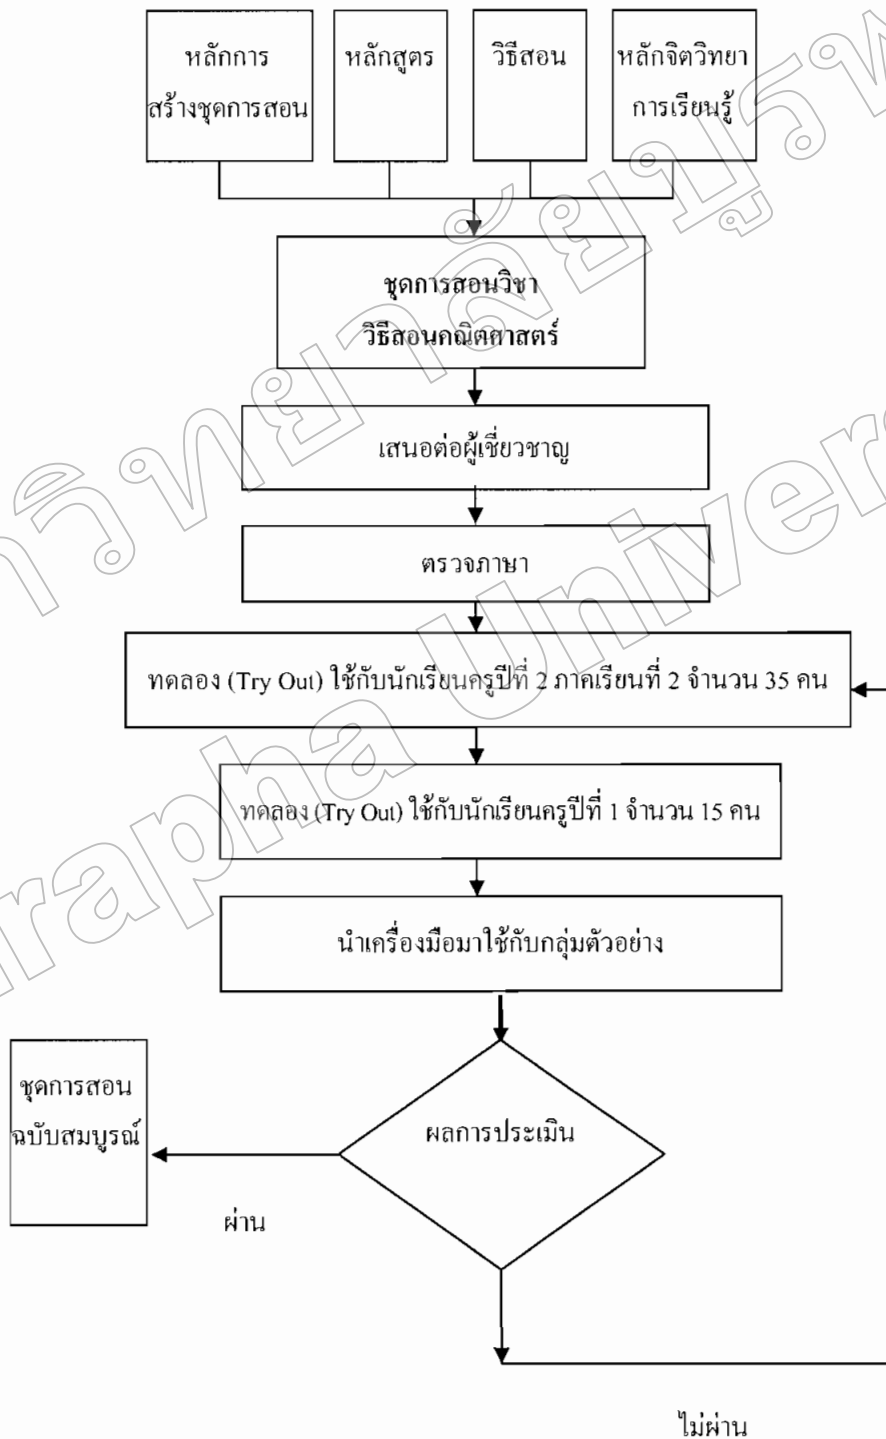 หลักการ
สร้างชุดการสอน
หลักสูตร
วิธีสอน
หลักจิตวิทยา
การเรียนรู้
ชุดการสอนวิชา
วิธีสอนคณิตศาสตร์
เสนอต่อผู้เชี่ยวชาญ
ตรวจภาษา
ทดลอง (Try Out) ใช้กับนักเรียนครูปีที่ 2 ภาคเรียนที่ 2 จำนวน 35 คน
ทดลอง (Try Out) ใช้กับนักเรียนครูปีที่ 1 จำนวน 15 คน
นำเครื่องมือมาใช้กับกลุ่มตัวอย่าง
ผลการประเมิน
ชุดการสอน
ฉบับสมบูรณ์
ผ่าน
ไม่ผ่าน